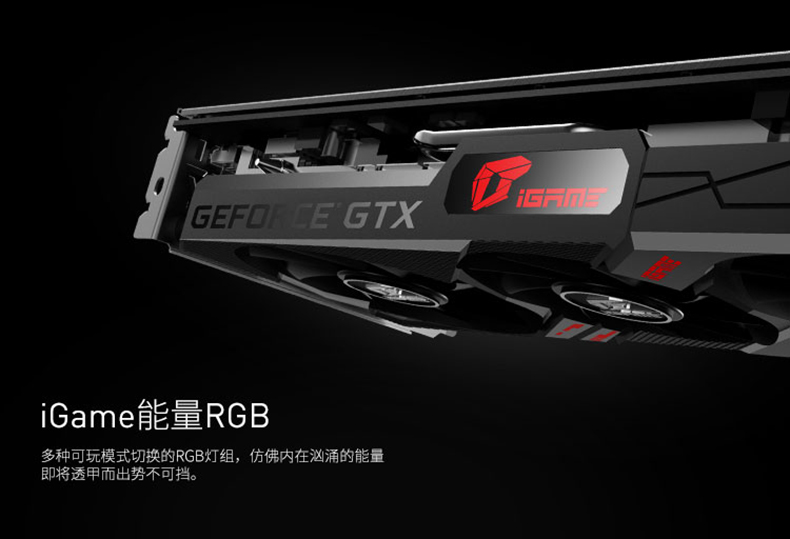 GEFORCE GTX
iGAME
iGame能量RGB
多种可玩模式切换的RGB灯组，仿佛内在汹涌的能量
即将透甲而出势不可挡。